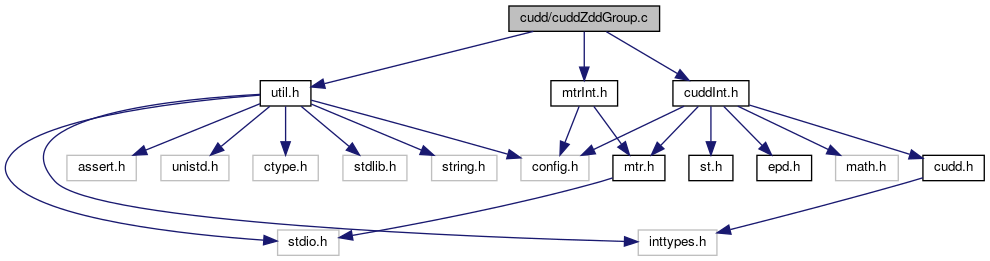 cudd/cuddZddGroup.c
util.h
mtrInt.h
cuddInt.h
assert.h
unistd.h
ctype.h
stdlib.h
string.h
config.h
mtr.h
st.h
epd.h
math.h
cudd.h
stdio.h
inttypes.h